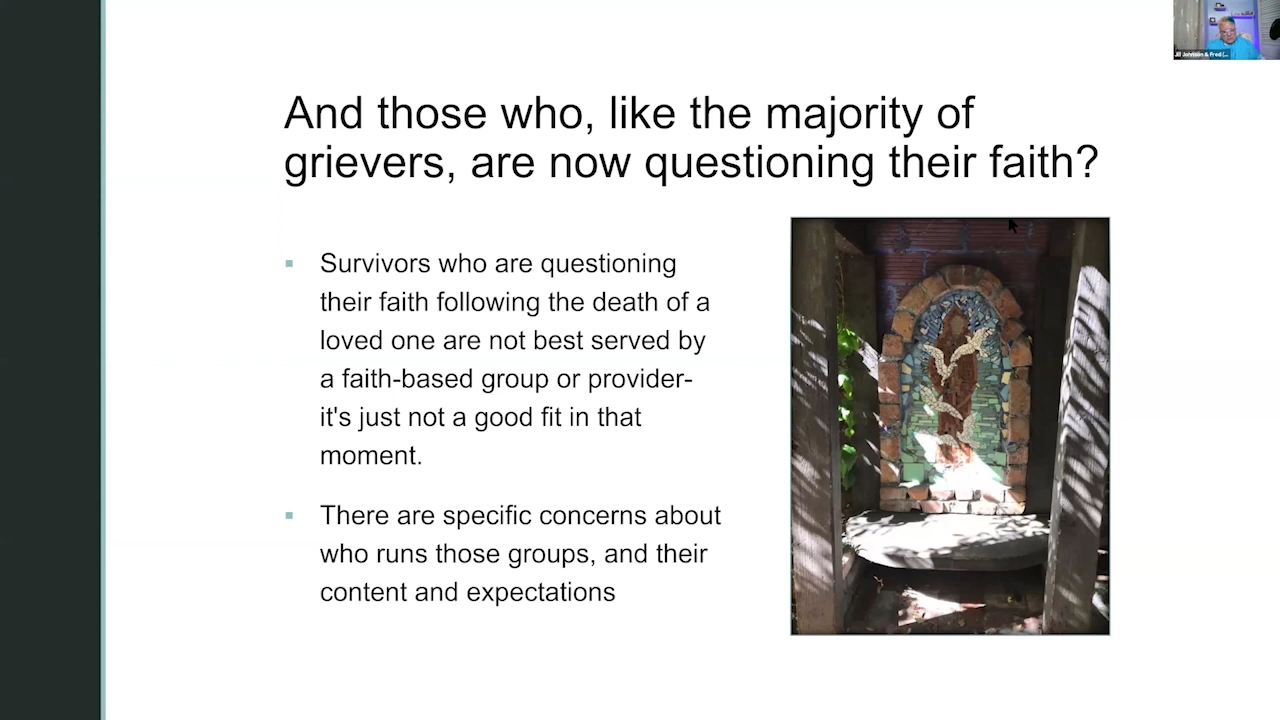 And those who, like the majority of
grievers, are now questioning their faith?
▪ Survivors who are questioning
their faith following the death of a
loved one are not best served by
a faith-based group or provider-
it's just not a good fit in that
moment.
▪ There are specific concerns about
who runs those groups, and their
content and expectations
Jill Johnson & Fred (...